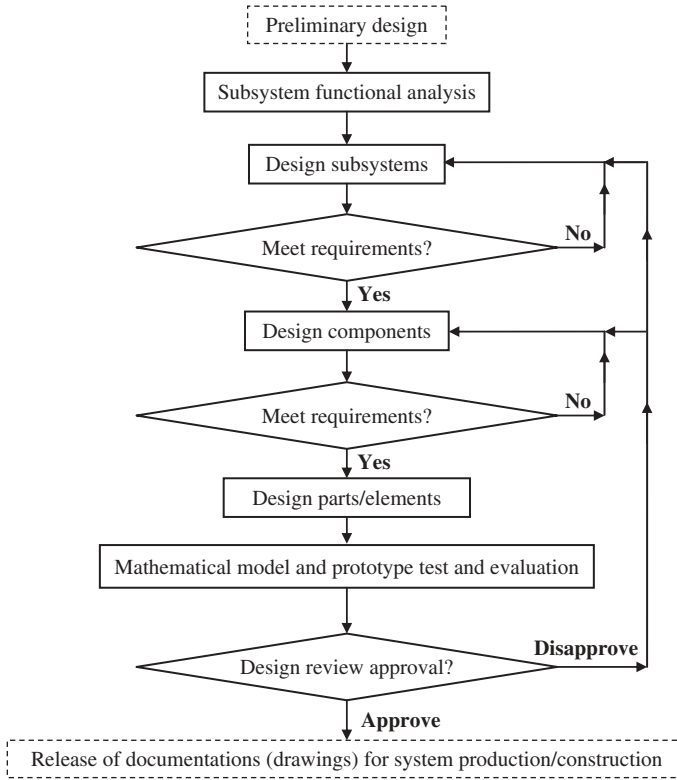 Preliminary design
Subsystem functional analysis
Design subsystems
Meet requirements?
No
Yes
Design components
Meet requirements?
No
Yes
Design parts/elements
Mathematical model and prototype test and evaluation
Disapprove
Design review approval?
Approve
Release of documentations (drawings) for system production/construction